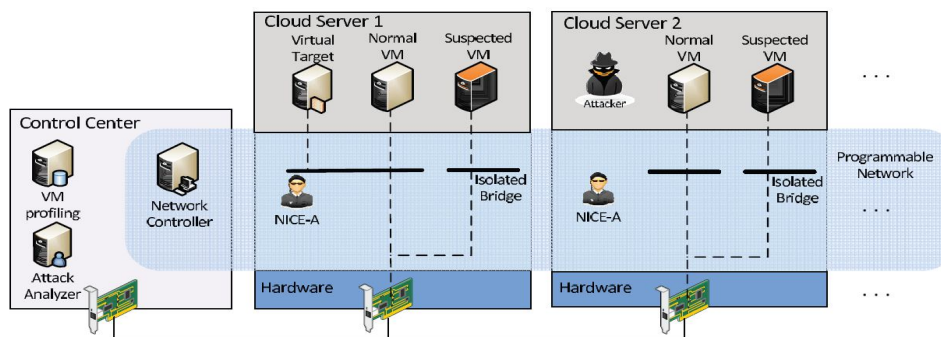 Cloud Server 1
Virtual
Target
Normal
VM
Suspected
VM
Cloud Server 2
Attacker
Normal
VM
Suspected
VM
. . .
Control Center
VM
profiling
Attack
Analyzer
Network
Controller
NICE-A
Isolated
Bridge
NICE-A
Isolated
Bridge
Programmable
Network
. . .
Hardware
Hardware
. . .